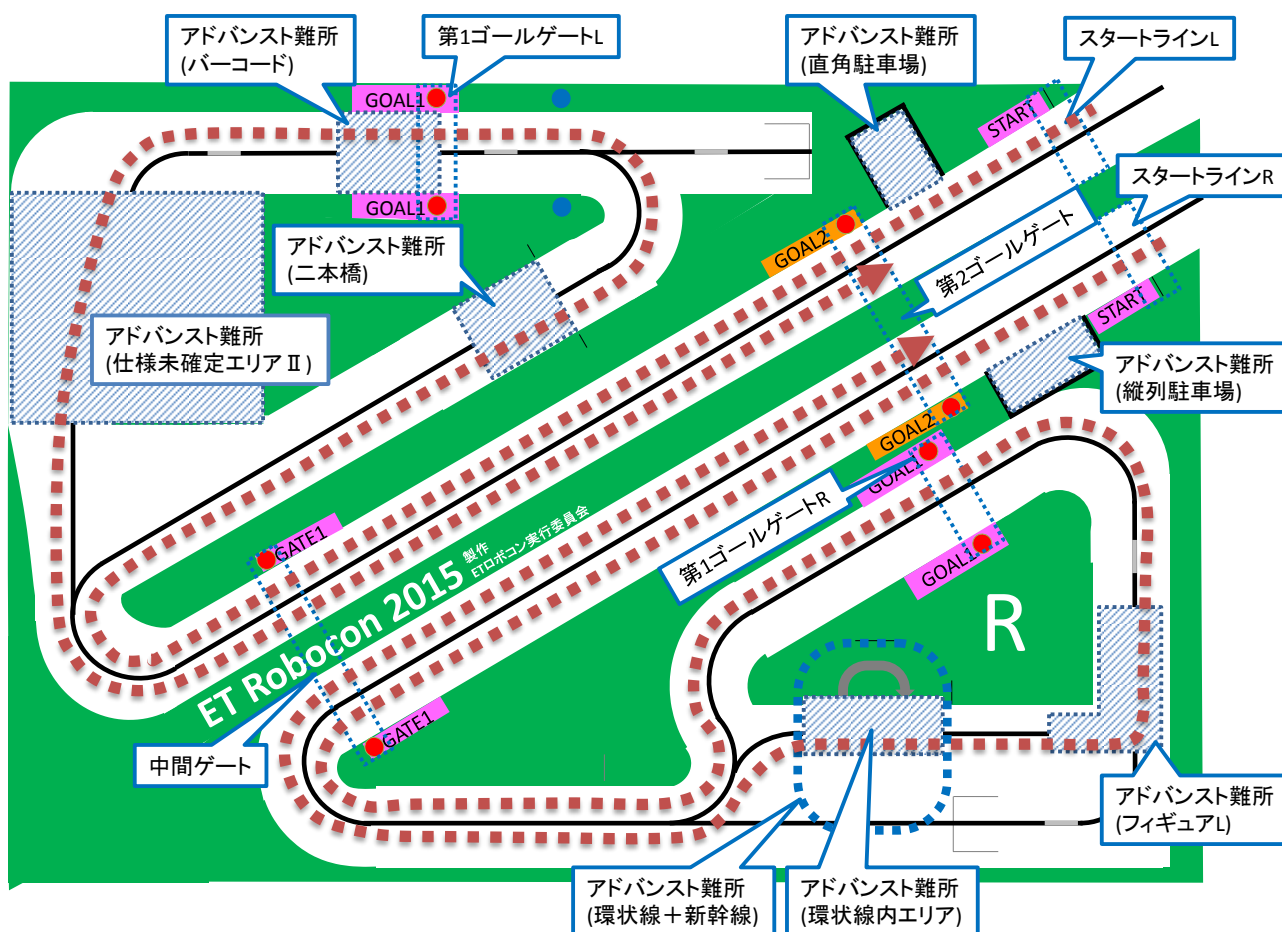 アドバンスト難所
(バーコード)
第1ゴールゲートL
アドバンスト難所
(直角駐車場)
スタートラインL
GOAL1
START
スタートラインR
GOAL1
GOAL2
第2ゴールゲート
アドバンスト難所
(二本橋)
START
アドバンスト難所
(仕様未確定エリアⅡ)
アドバンスト難所
(縦列駐車場)
GOAL2
GOAL1
GATE1
第1ゴールゲートR
GOAL1
ET Robocon 2015
製作
ETロボコン実行委員会
R
GATE1
中間ゲート
アドバンスト難所
(フィギュアL)
アドバンスト難所
(環状線+新幹線)
アドバンスト難所
(環状線内エリア)